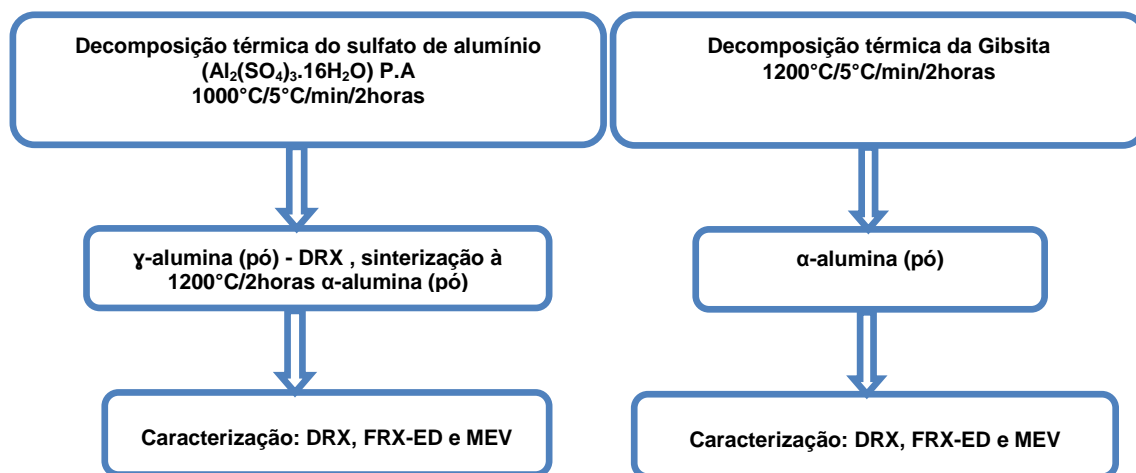 Decomposição térmica do sulfato de alumínio
(Al₂(SO₄)₃.16H₂O) P.A
1000°C/5°C/min/2horas
ɣ-alumina (pó) - DRX , sinterização à
1200°C/2horas α-alumina (pó)
Caracterização: DRX, FRX-ED e MEV
Decomposição térmica da Gibsita
1200°C/5°C/min/2horas
α-alumina (pó)
Caracterização: DRX, FRX-ED e MEV